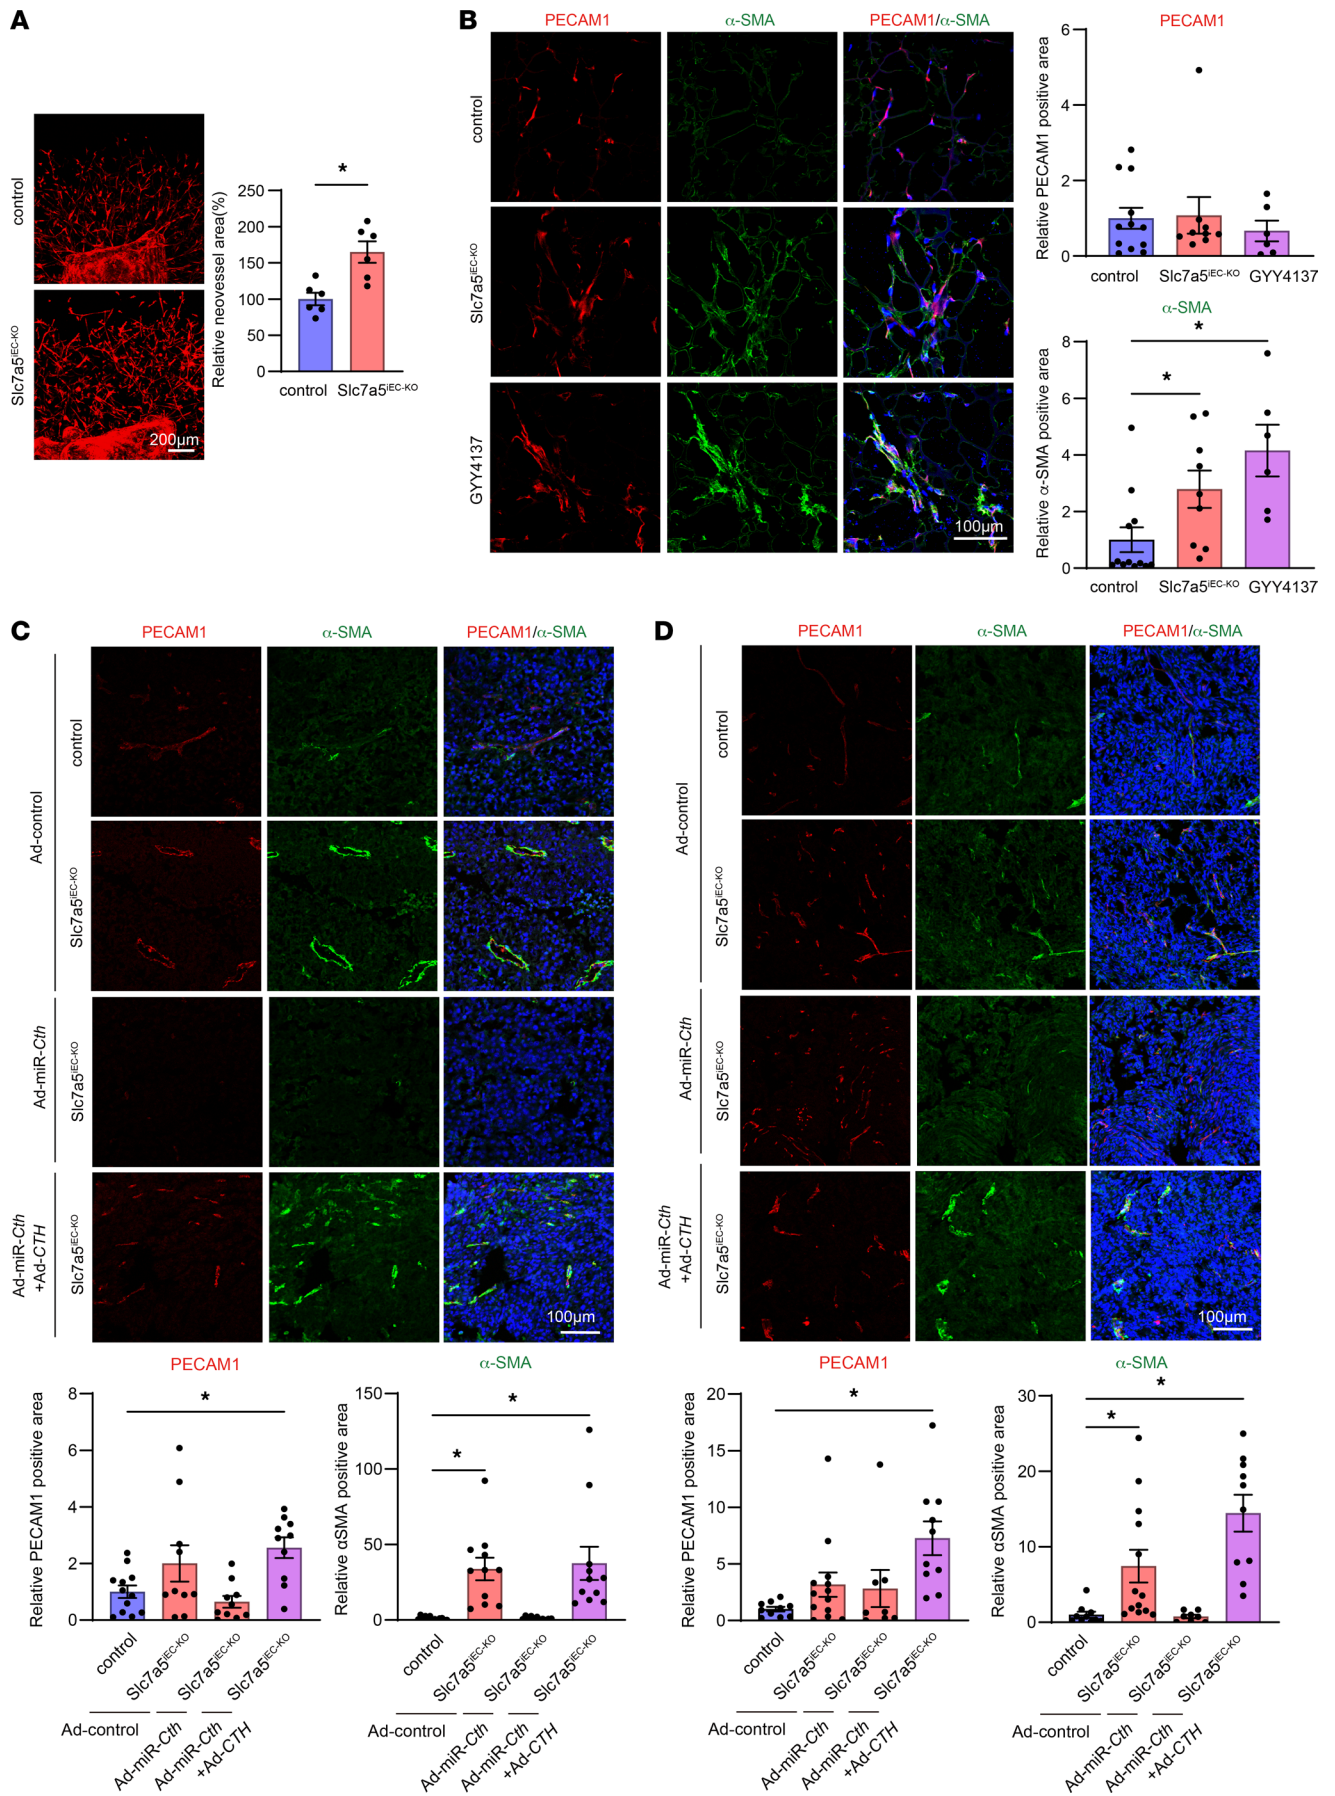 A
control
Slc7a5iEC-KO
200μm
Relative neovessel area(%)
250
200
150
100
50
0
*
control
Slc7a5iEC-KO
B
PECAM1
α-SMA
PECAM1/α-SMA
control
Slc7a5iEC-KO
GYY4137
100μm
PECAM1
Relative PECAM1 positive area
6
4
2
0
control
Slc7a5iEC-KO
GYY4137
α-SMA
Relative α-SMA positive area
8
6
4
2
0
*
*
control
Slc7a5iEC-KO
GYY4137
C
PECAM1
α-SMA
PECAM1/α-SMA
Ad-control
control
Slc7a5iEC-KO
Ad-miR-Cth
Slc7a5iEC-KO
Ad-miR-Cth
+Ad-CTH
Slc7a5iEC-KO
100μm
PECAM1
Relative PECAM1 positive area
8
6
4
2
0
*
control
Slc7a5iEC-KO
Slc7a5iEC-KO
Slc7a5iEC-KO
Ad-control
Ad-miR-Cth
Ad-miR-Cth
+Ad-CTH
α-SMA
Relative αSMA positive area
150
100
50
0
*
*
control
Slc7a5iEC-KO
Slc7a5iEC-KO
Slc7a5iEC-KO
Ad-control
Ad-miR-Cth
Ad-miR-Cth
+Ad-CTH
D
PECAM1
α-SMA
PECAM1/α-SMA
Ad-control
control
Slc7a5iEC-KO
Ad-miR-Cth
Slc7a5iEC-KO
Ad-miR-Cth
+Ad-CTH
Slc7a5iEC-KO
100μm
PECAM1
Relative PECAM1 positive area
20
15
10
5
0
*
control
Slc7a5iEC-KO
Slc7a5iEC-KO
Slc7a5iEC-KO
Ad-control
Ad-miR-Cth
Ad-miR-Cth
+Ad-CTH
α-SMA
Relative αSMA positive area
30
20
10
0
*
*
control
Slc7a5iEC-KO
Slc7a5iEC-KO
Slc7a5iEC-KO
Ad-control
Ad-miR-Cth
Ad-miR-Cth
+Ad-CTH